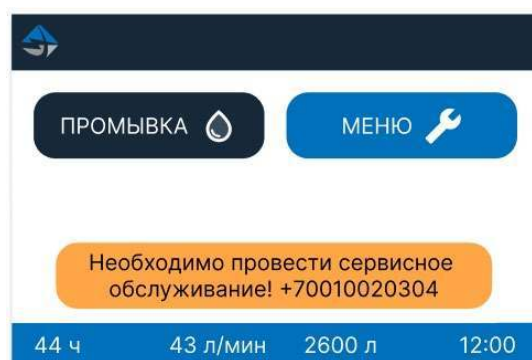 ПРОМЫВКА
МЕНЮ
Необходимо провести сервисное
обслуживание! +70010020304
44 ч 43 л/мин 2600 л 12:00